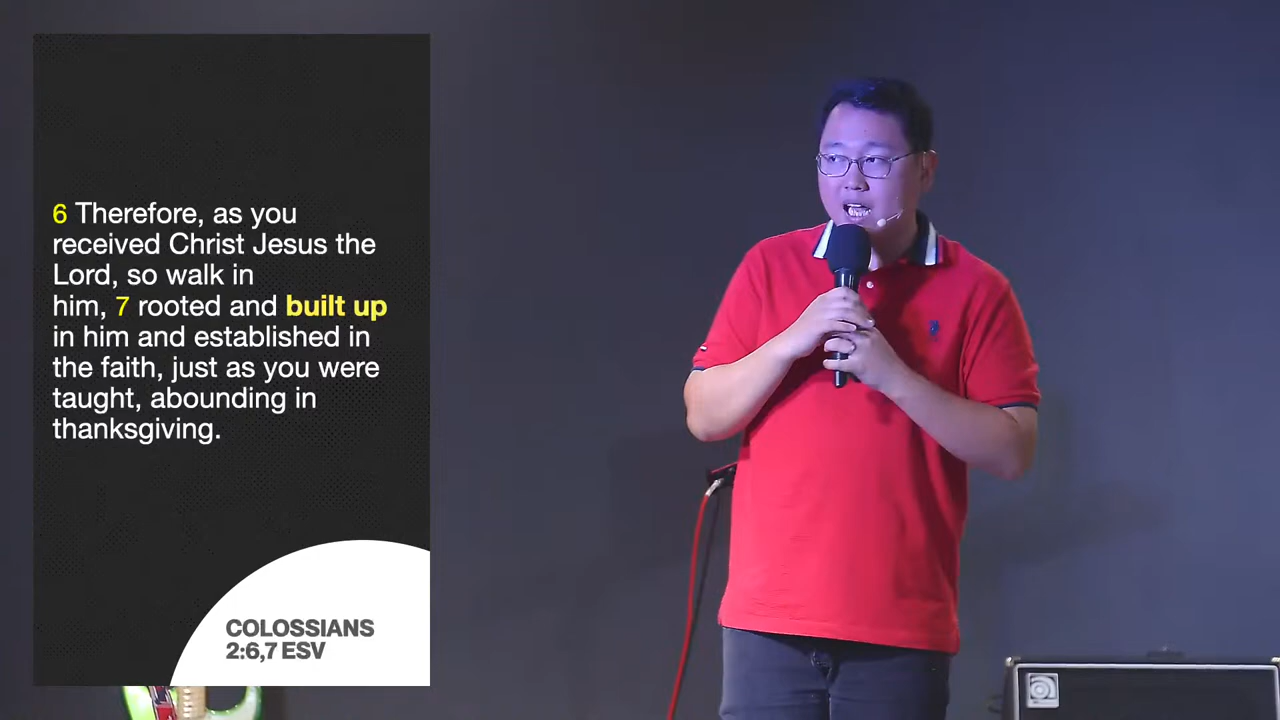 6 Therefore, as you
received Christ Jesus the
Lord, so walk in
him, 7 rooted and built up
in him and established in
the faith, just as you were
taught, abounding in
thanksgiving.
COLOSSIANS
2:6,7 ESV